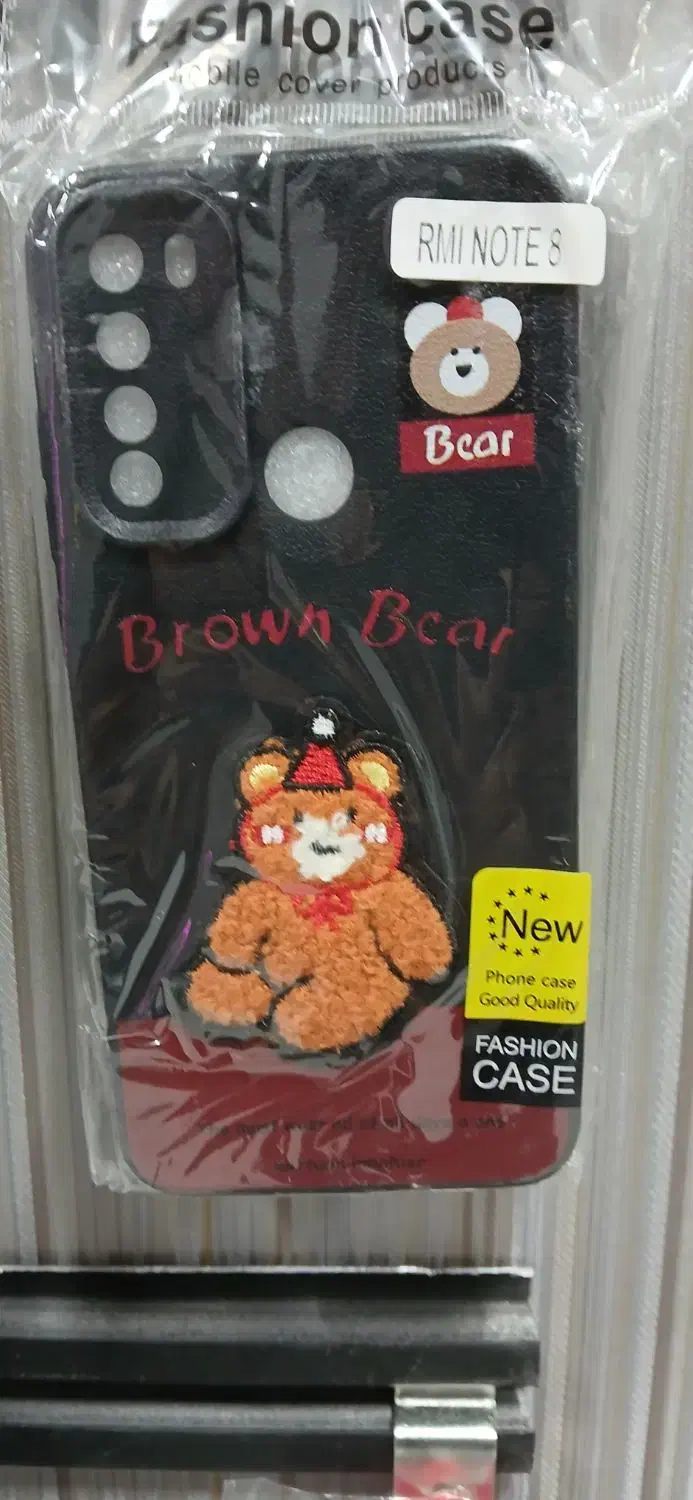 Fashion case
Mobile cover products
RMI NOTE 8
Bear
Brown Bear
New
Phone case
Good Quality
FASHION
CASE